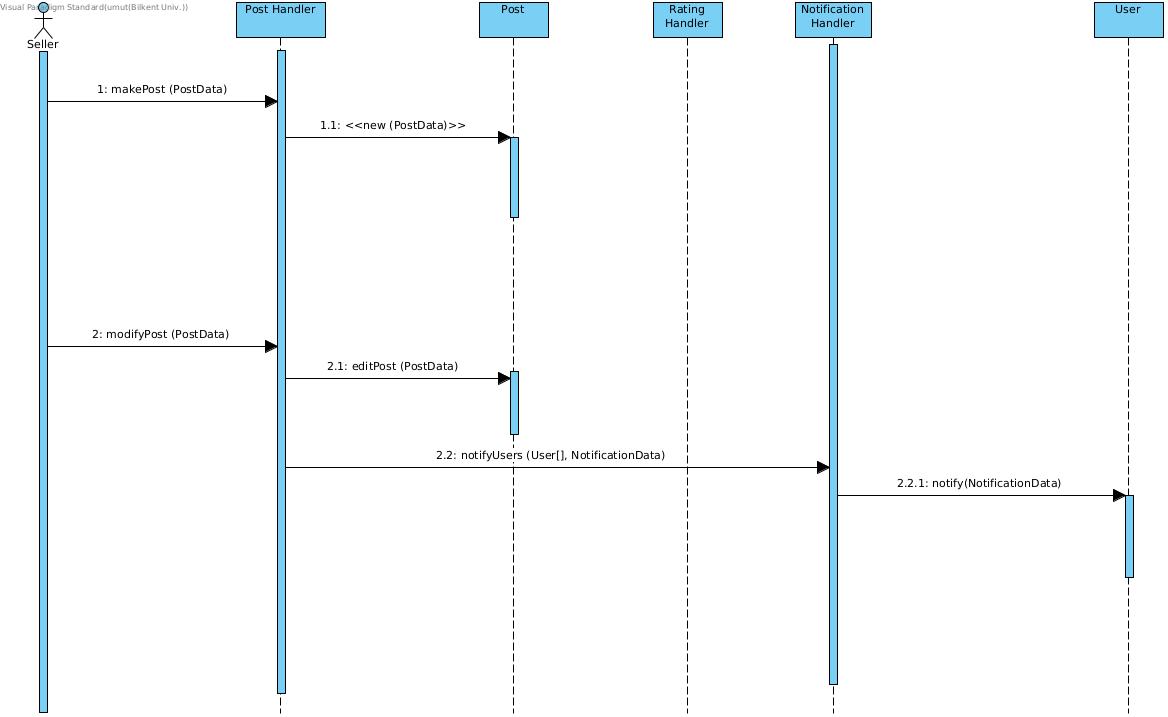 Visual Paradigm Standard(umut(Bilkent Univ.))
Seller
Post Handler
Post
Rating
Handler
Notification
Handler
User
1: makePost (PostData)
1.1: <<new (PostData)>>
2: modifyPost (PostData)
2.1: editPost (PostData)
2.2: notifyUsers (User[], NotificationData)
2.2.1: notify(NotificationData)